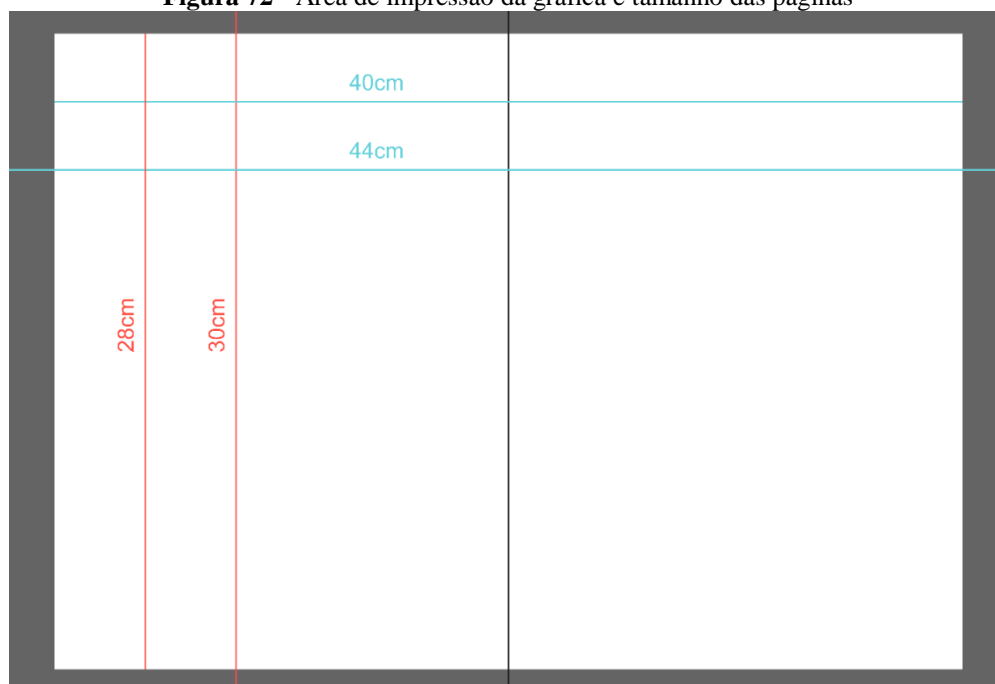 Figura 72 - Área de impressão da gráfica e tamanho das páginas
40cm
44cm
28cm
30cm